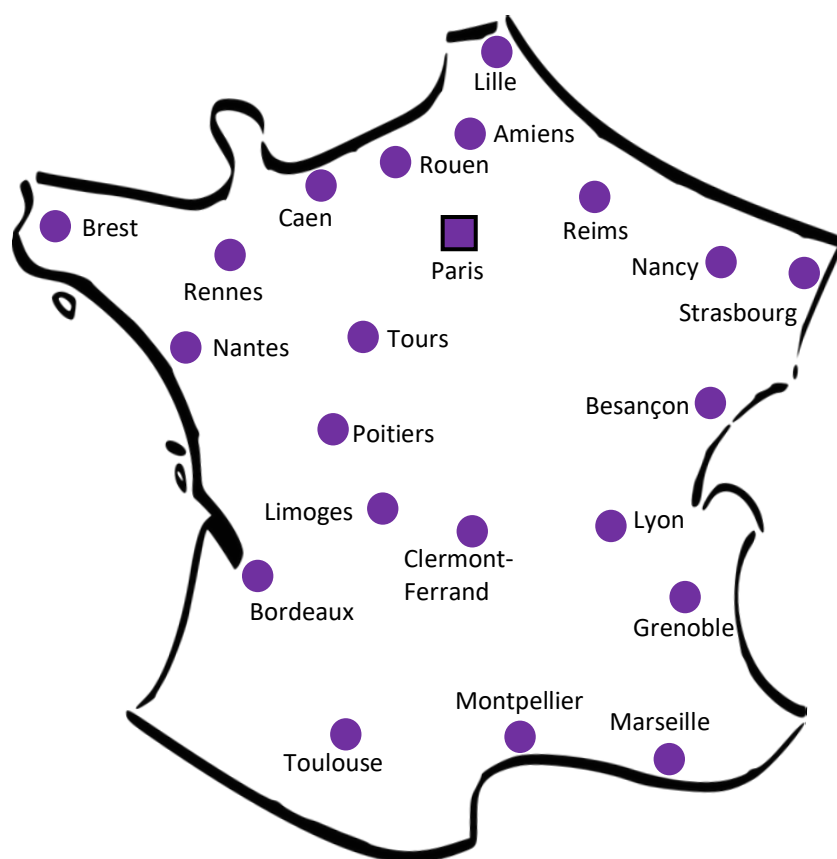 Lille
Amiens
Rouen
Caen
Reims
Brest
Paris
Nancy
Rennes
Strasbourg
Nantes
Tours
Besançon
Poitiers
Limoges
Lyon
Clermont-
Ferrand
Bordeaux
Grenoble
Montpellier
Marseille
Toulouse